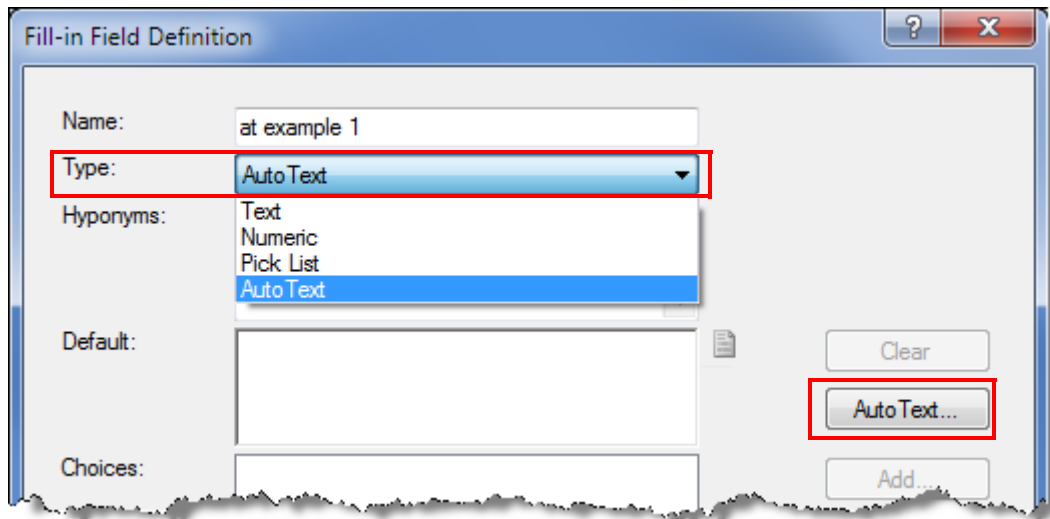 Fill-in Field Definition
Name: at example 1
Type: AutoText
Hyponyms: Text
Numeric
Pick List
AutoText
Default: Clear
AutoText...
Choices: Add...